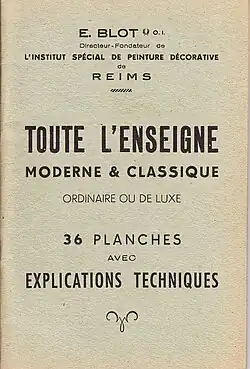 E. BLOT O.I.
Directeur-Fondateur de
L'INSTITUT SPÉCIAL DE PEINTURE DÉCORATIVE
de
REIMS
TOUTE L'ENSEIGNE
MODERNE & CLASSIQUE
ORDINAIRE OU DE LUXE
36 PLANCHES
AVEC
EXPLICATIONS TECHNIQUES